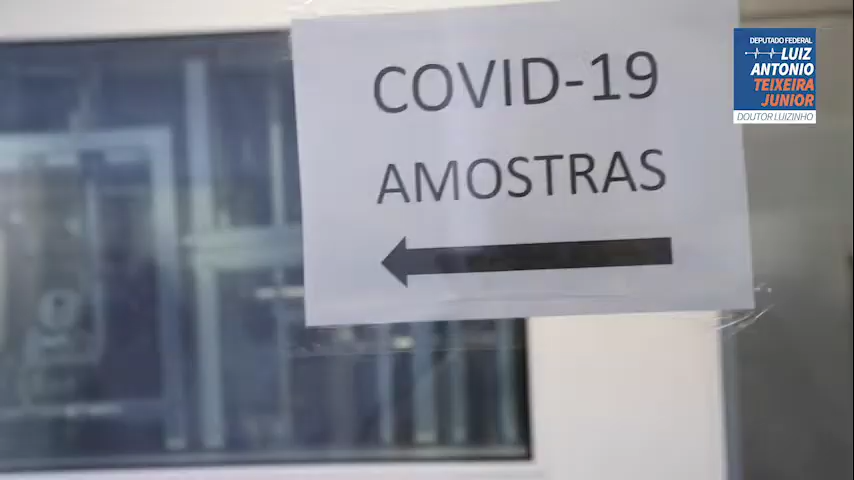 COVID-19
AMOSTRAS
DEPUTADO FEDERAL
LUIZ
ANTONIO
TEIXEIRA
JUNIOR
DOUTOR LUIZINHO